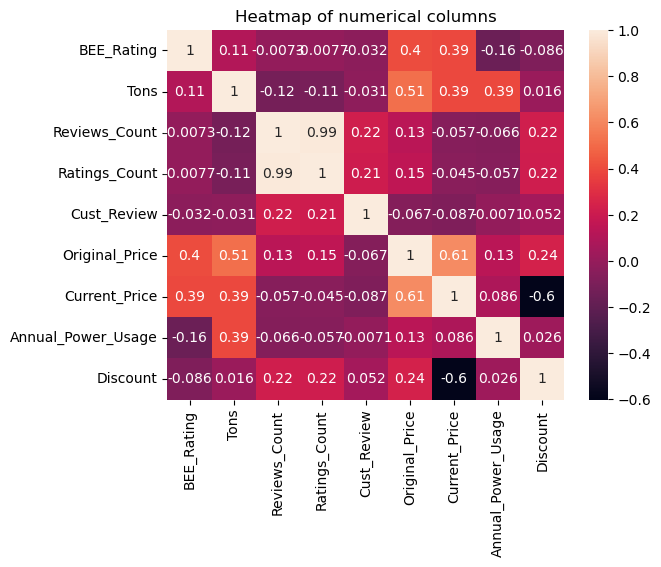 Heatmap of numerical columns
BEE_Rating 1 0.11 -0.0073 -0.0077 -0.032 0.4 0.39 -0.16 -0.086
Tons 0.11 1 -0.12 -0.11 -0.031 0.51 0.39 0.39 0.016
Reviews_Count -0.0073 -0.12 1 0.99 0.22 0.13 -0.057 -0.066 0.22
Ratings_Count -0.0077 -0.11 0.99 1 0.21 0.15 -0.045 -0.057 0.22
Cust_Review -0.032 -0.031 0.22 0.21 1 -0.067 -0.087 -0.0071 0.052
Original_Price 0.4 0.51 0.13 0.15 -0.067 1 0.61 0.13 0.24
Current_Price 0.39 0.39 -0.057 -0.045 -0.087 0.61 1 0.086 -0.6
Annual_Power_Usage -0.16 0.39 -0.066 -0.057 -0.0071 0.13 0.086 1 0.026
Discount -0.086 0.016 0.22 0.22 0.052 0.24 -0.6 0.026 1
BEE_Rating
Tons
Reviews_Count
Ratings_Count
Cust_Review
Original_Price
Current_Price
Annual_Power_Usage
Discount
1.0
0.8
0.6
0.4
0.2
0.0
−0.2
−0.4
−0.6